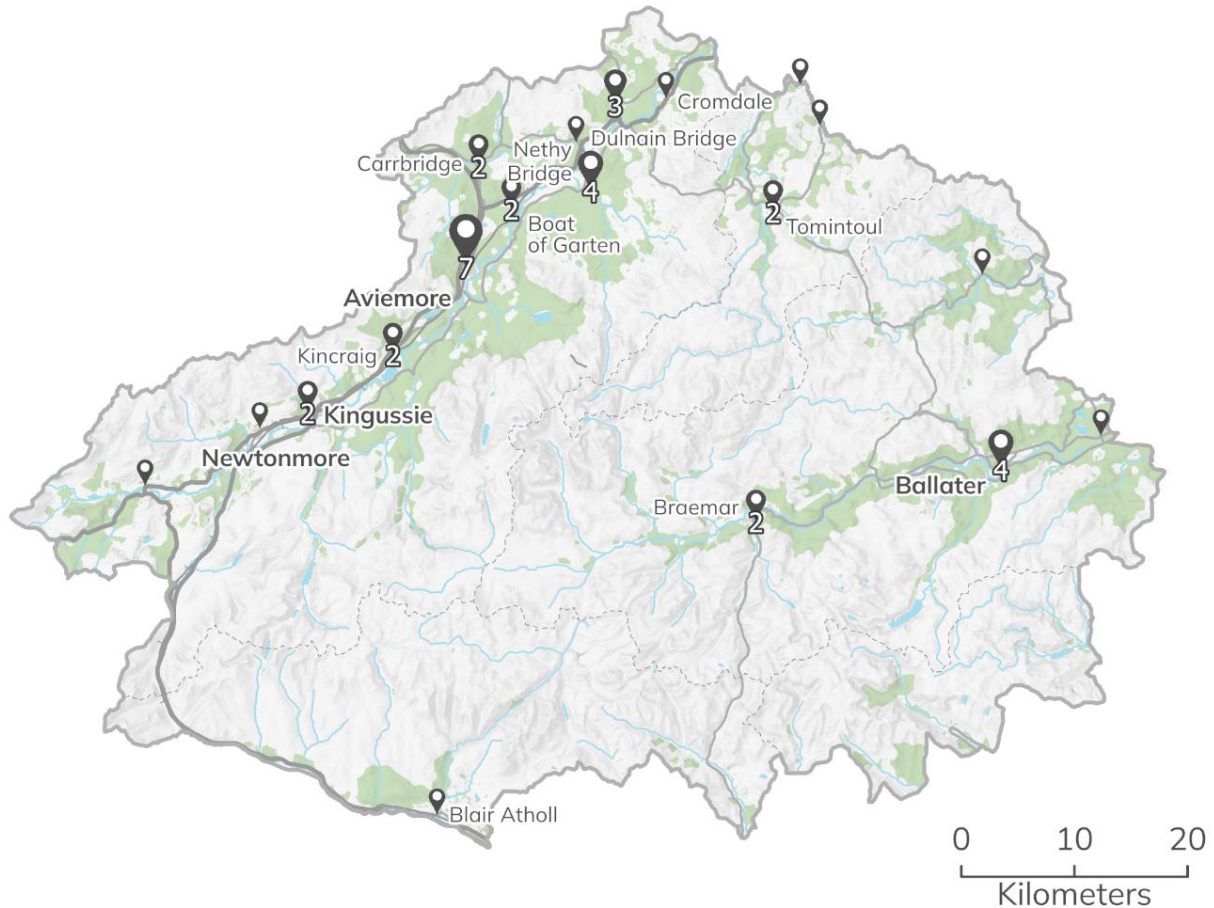 3
Cromdale
Dulnain Bridge
Nethy
Bridge
Carrbridge
2
4
2
2
Boat
of Garten
Tomintoul
7
Aviemore
Kincraig
2
2
Kingussie
Newtonmore
4
Ballater
Braemar
2
Blair Atholl
0 10 20
Kilometers